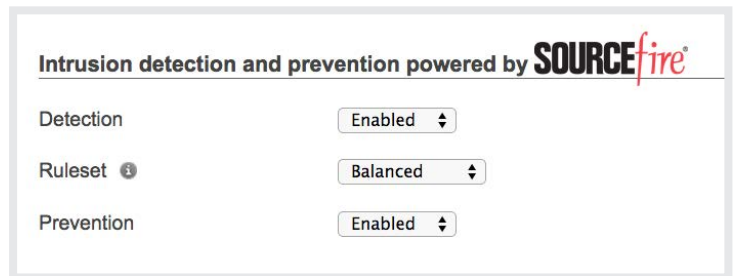 Intrusion detection and prevention powered by SOURCEfire®
Detection Enabled
Ruleset i Balanced
Prevention Enabled